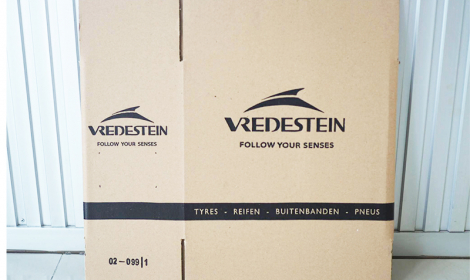 VREDESTEIN
FOLLOW YOUR SENSES
VREDESTEIN
FOLLOW YOUR SENSES
TYRES - REIFEN - BUITENBANDEN - PNEUS
02-099|1